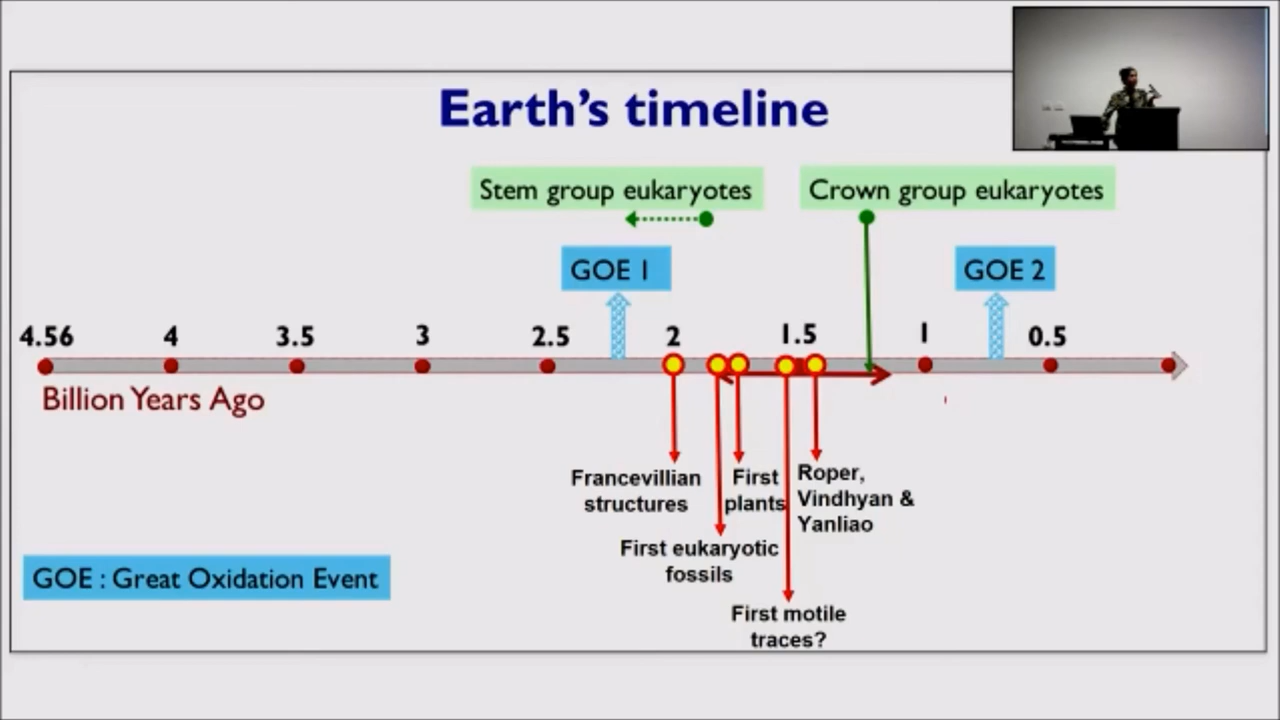 Earth's timeline
Stem group eukaryotes
Crown group eukaryotes
GOE 1
GOE 2
4.56 4 3.5 3 2.5 2 1.5 1 0.5
Billion Years Ago
Francevillian
structures
First
plants
Roper,
Vindhyan &
Yanliao
First eukaryotic
fossils
First motile
traces?
GOE : Great Oxidation Event